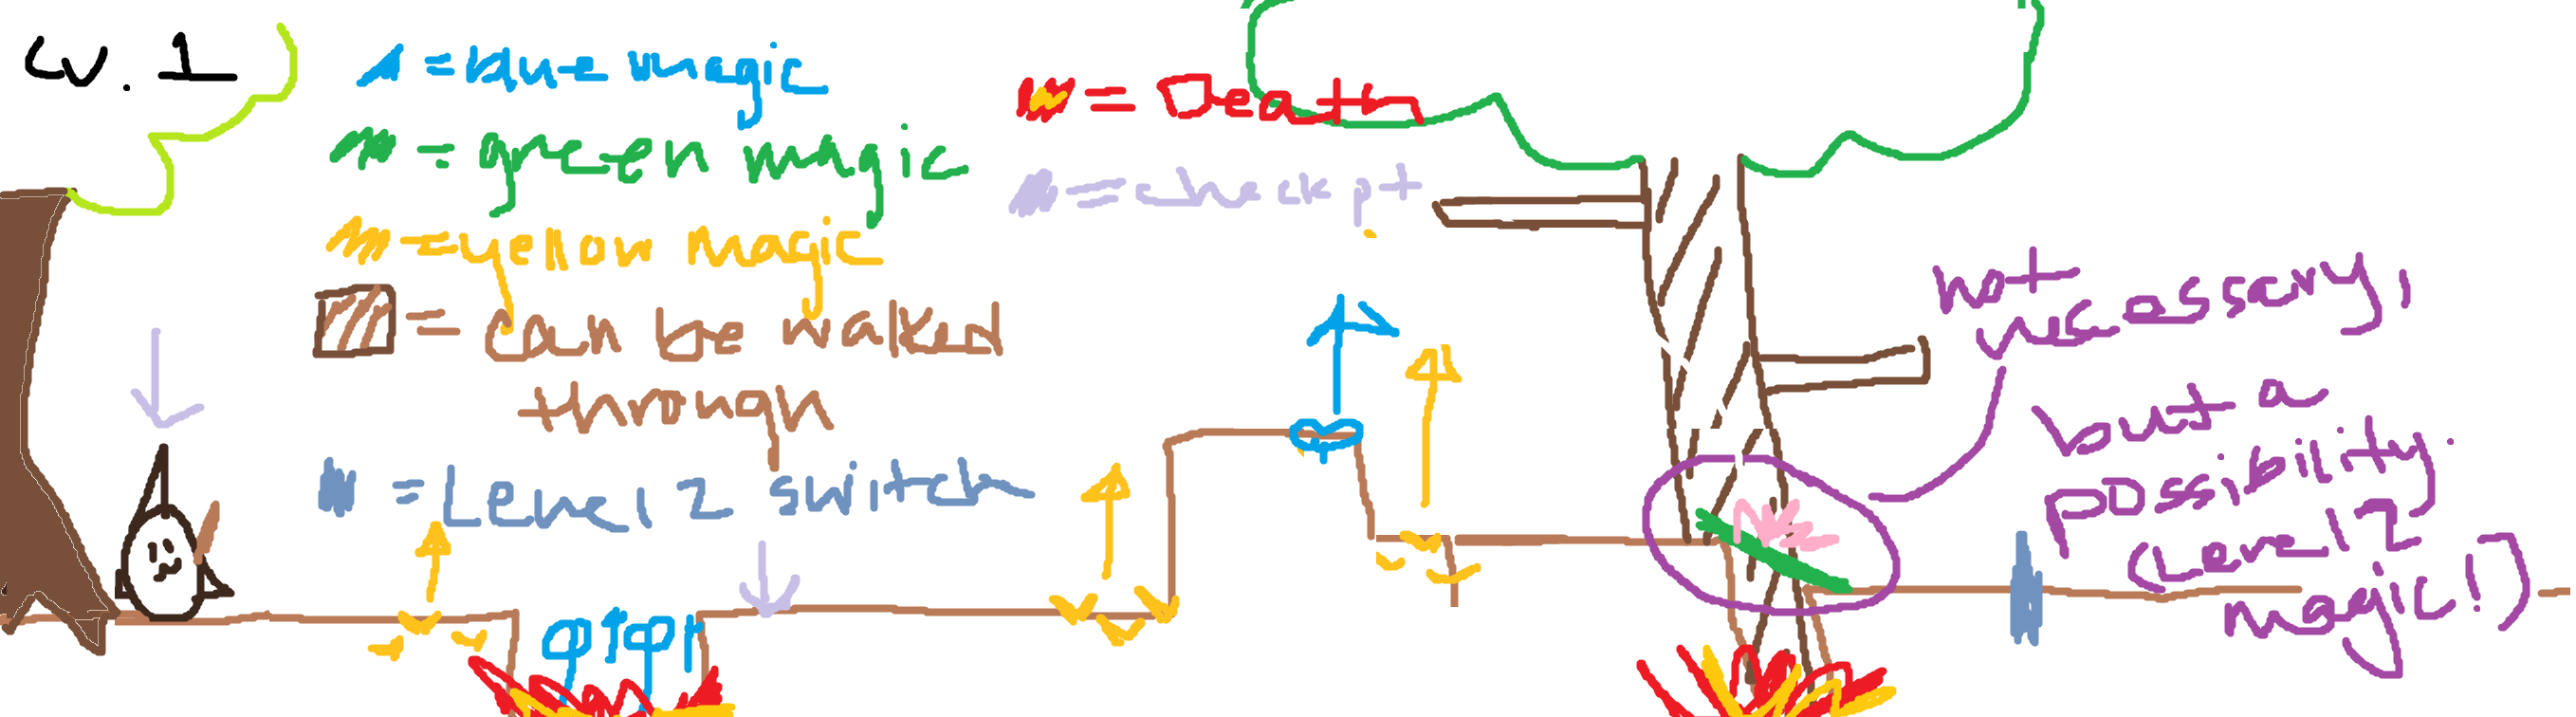 Lv. 1
= blue magic
= green magic
= yellow magic
= can be walked
through
= Level 2 switch
= Death
= check pt
not
necessary,
but a
possibility.
(Level 2
magic!)